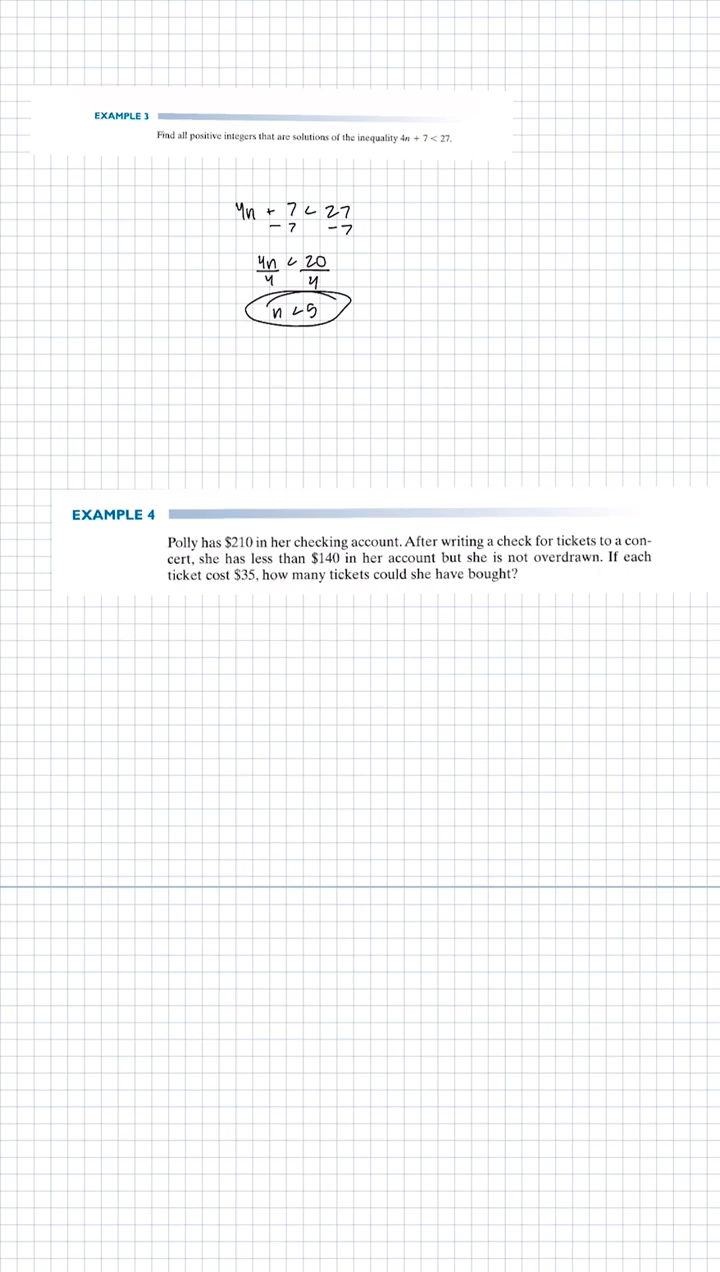 EXAMPLE 3
Find all positive integers that are solutions of the inequality 4n + 7 < 27.
4n + 7 < 27
- 7 - 7
4n < 20
4 4
n < 5
EXAMPLE 4
Polly has $210 in her checking account. After writing a check for tickets to a con-
cert, she has less than $140 in her account but she is not overdrawn. If each
ticket cost $35, how many tickets could she have bought?